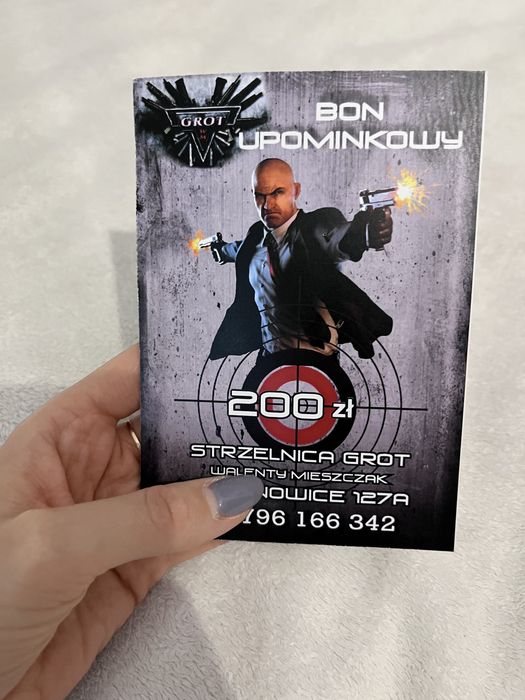 GROT
W
M
BON
UPOMINKOWY
200 zł
STRZELNICA GROT
WALENTY MIESZCZAK
127A
796 166 342